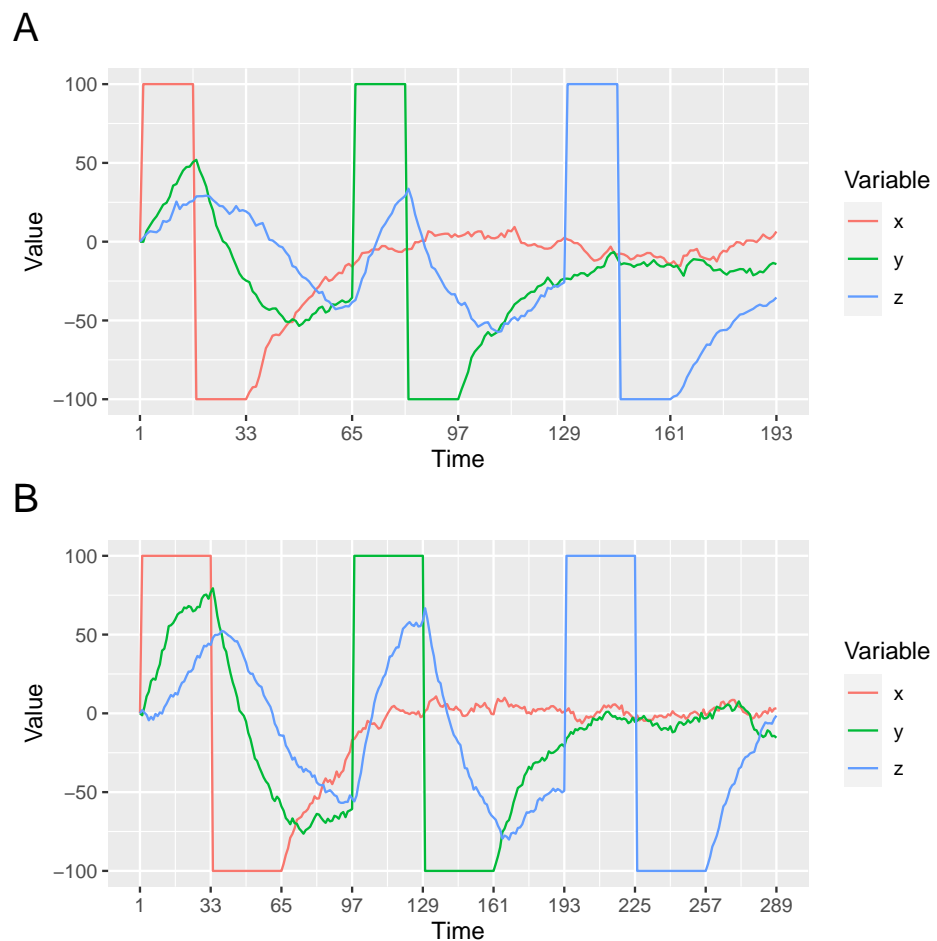 A
100
50
0
−50
−100
Value
1 33 65 97 129 161 193
Time
Variable
x
y
z
B
100
50
0
−50
−100
Value
1 33 65 97 129 161 193 225 257 289
Time
Variable
x
y
z